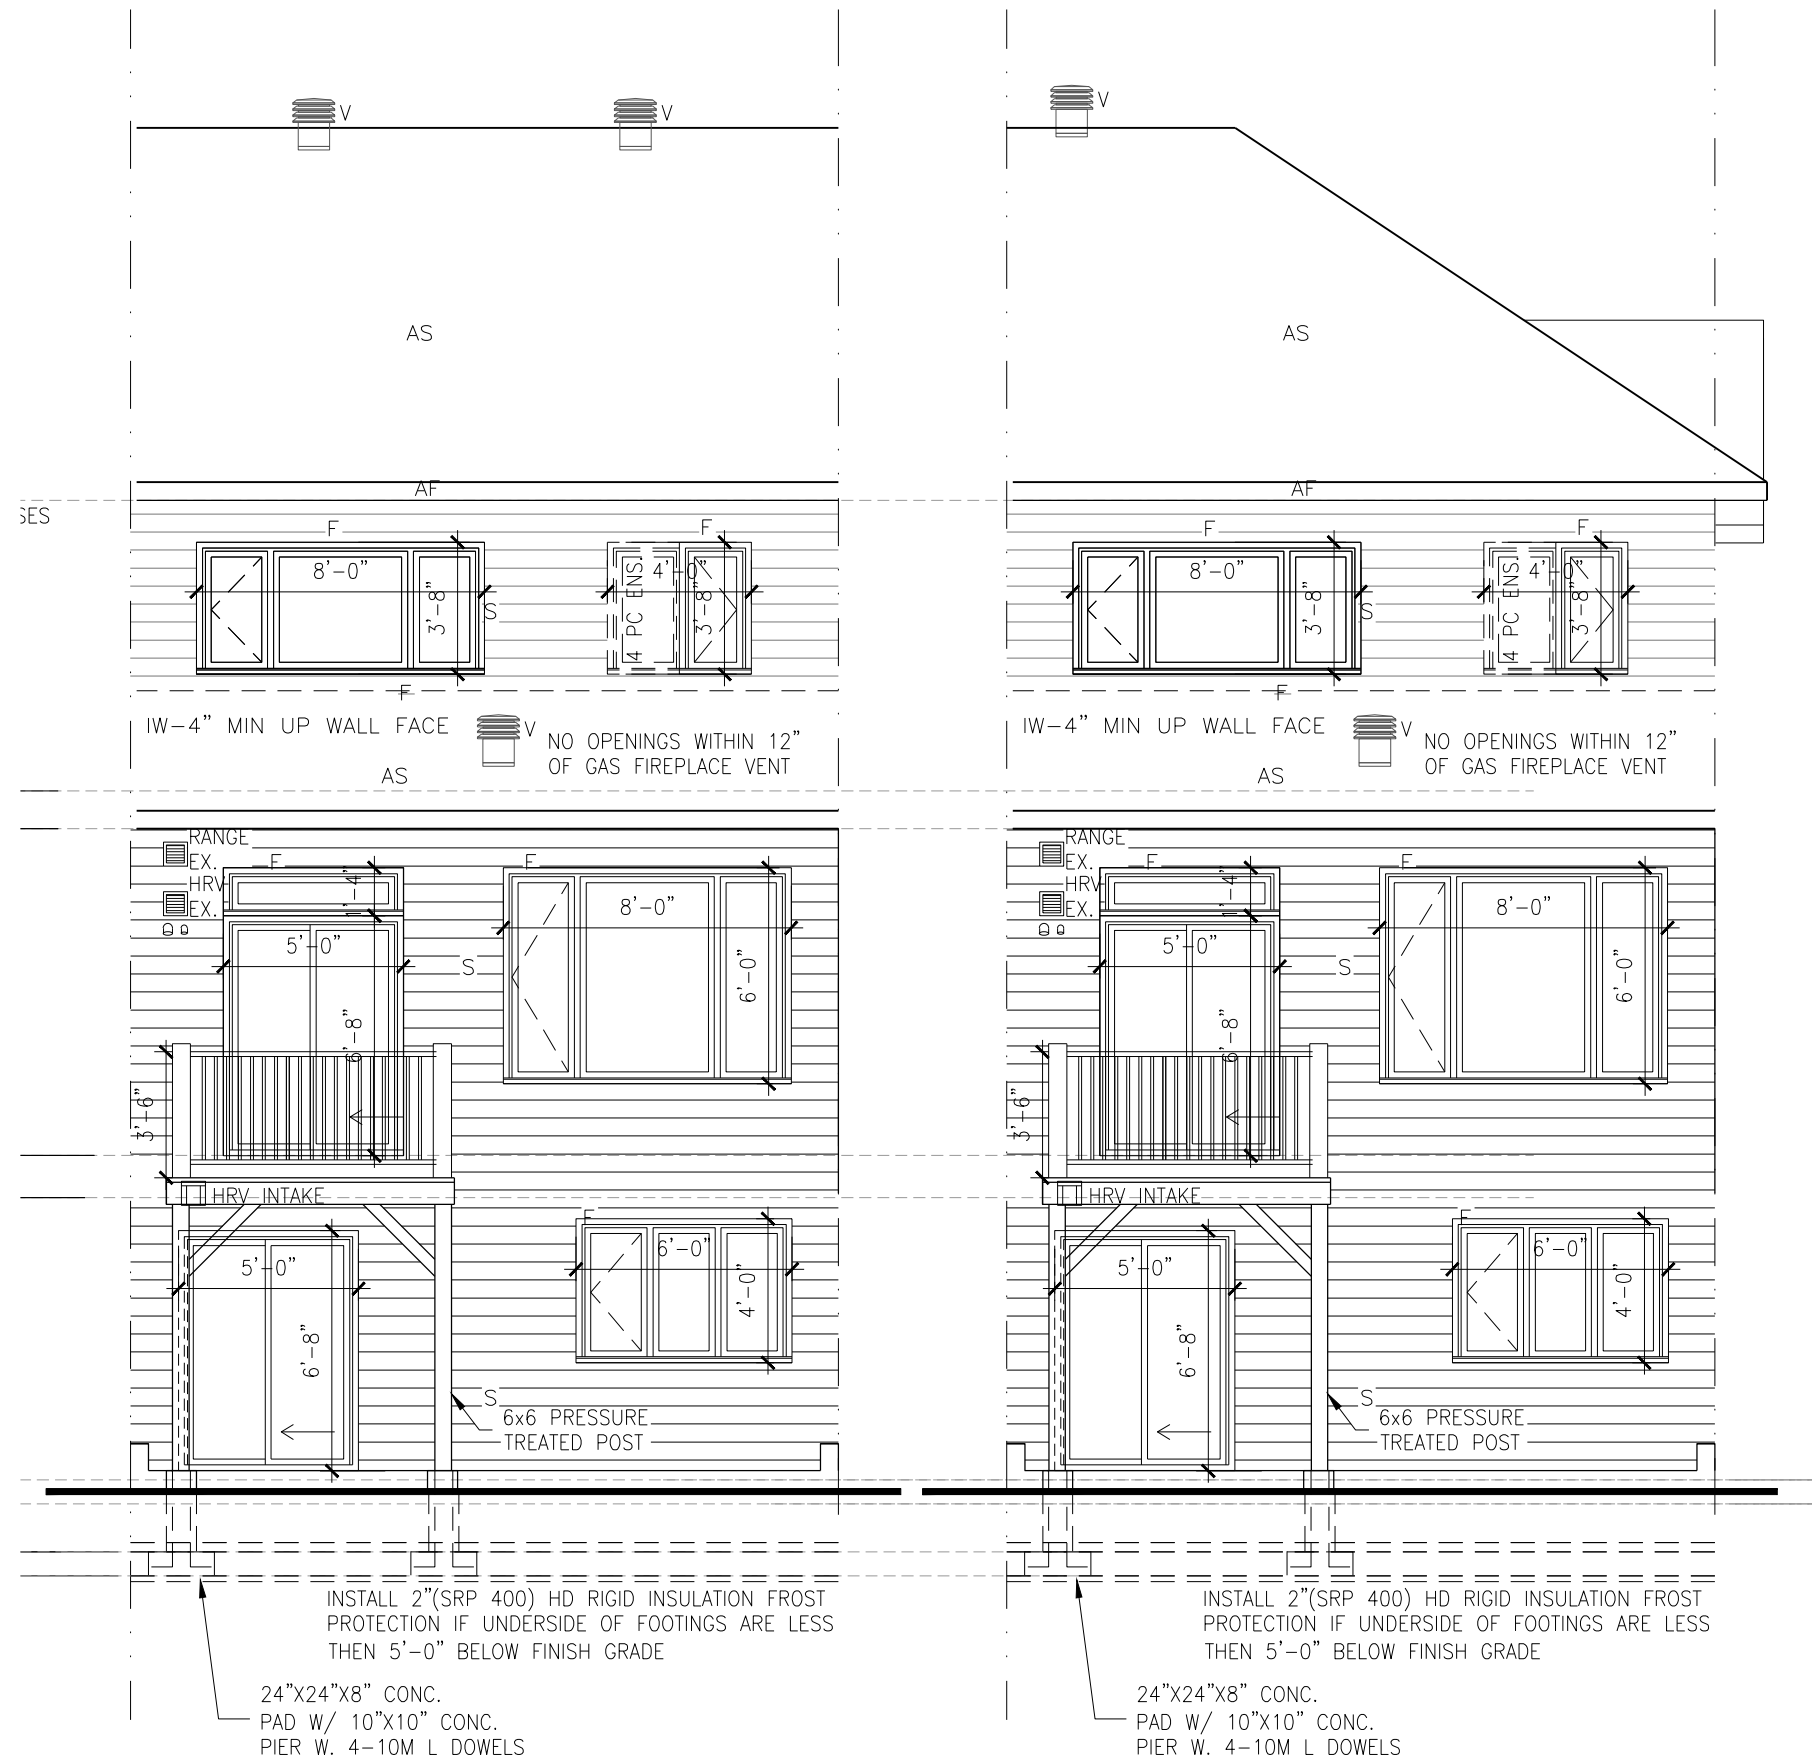 V
V
AS
AF
SES
F
F
8'-0"
3'-8"
S
4 PC ENS.
4'-0"
3'-8"
F
IW-4" MIN UP WALL FACE
V
NO OPENINGS WITHIN 12"
OF GAS FIREPLACE VENT
AS
RANGE
EX.
HRV
EX.
F
1'-4"
F
8'-0"
5'-0"
S
6'-0"
6'-8"
3'-6"
HRV INTAKE
F
6'-0"
5'-0"
4'-0"
6'-8"
S
6x6 PRESSURE
TREATED POST
INSTALL 2"(SRP 400) HD RIGID INSULATION FROST
PROTECTION IF UNDERSIDE OF FOOTINGS ARE LESS
THEN 5'-0" BELOW FINISH GRADE
24"X24"X8" CONC.
PAD W/ 10"X10" CONC.
PIER W. 4-10M L DOWELS
V
AS
AF
F
F
8'-0"
3'-8"
S
4 PC ENS.
4'-0"
3'-8"
F
IW-4" MIN UP WALL FACE
V
NO OPENINGS WITHIN 12"
OF GAS FIREPLACE VENT
AS
RANGE
EX.
HRV
EX.
F
1'-4"
F
8'-0"
5'-0"
S
6'-0"
6'-8"
3'-6"
HRV INTAKE
F
6'-0"
5'-0"
4'-0"
6'-8"
S
6x6 PRESSURE
TREATED POST
INSTALL 2"(SRP 400) HD RIGID INSULATION FROST
PROTECTION IF UNDERSIDE OF FOOTINGS ARE LESS
THEN 5'-0" BELOW FINISH GRADE
24"X24"X8" CONC.
PAD W/ 10"X10" CONC.
PIER W. 4-10M L DOWELS